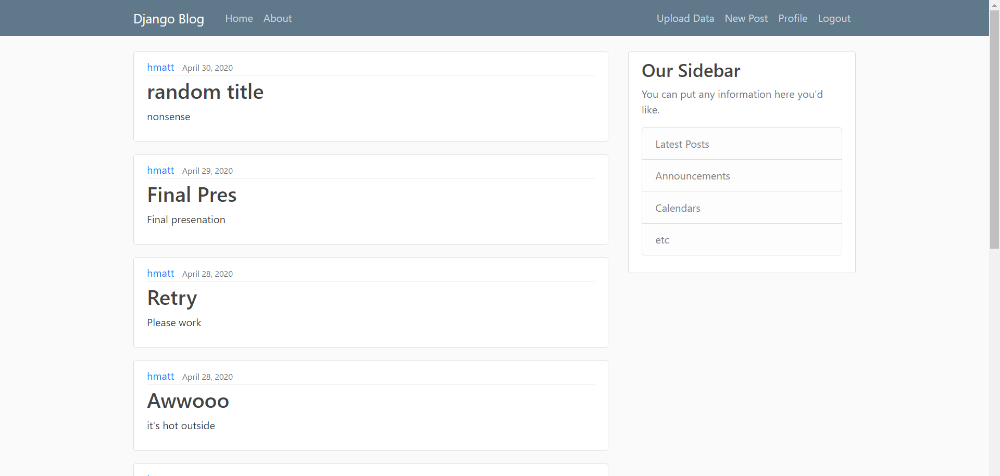 Django Blog Home About Upload Data New Post Profile Logout
hmatt April 30, 2020
random title
nonsense
hmatt April 29, 2020
Final Pres
Final presenation
hmatt April 28, 2020
Retry
Please work
hmatt April 28, 2020
Awwooo
it's hot outside
Our Sidebar
You can put any information here you'd
like.
Latest Posts
Announcements
Calendars
etc